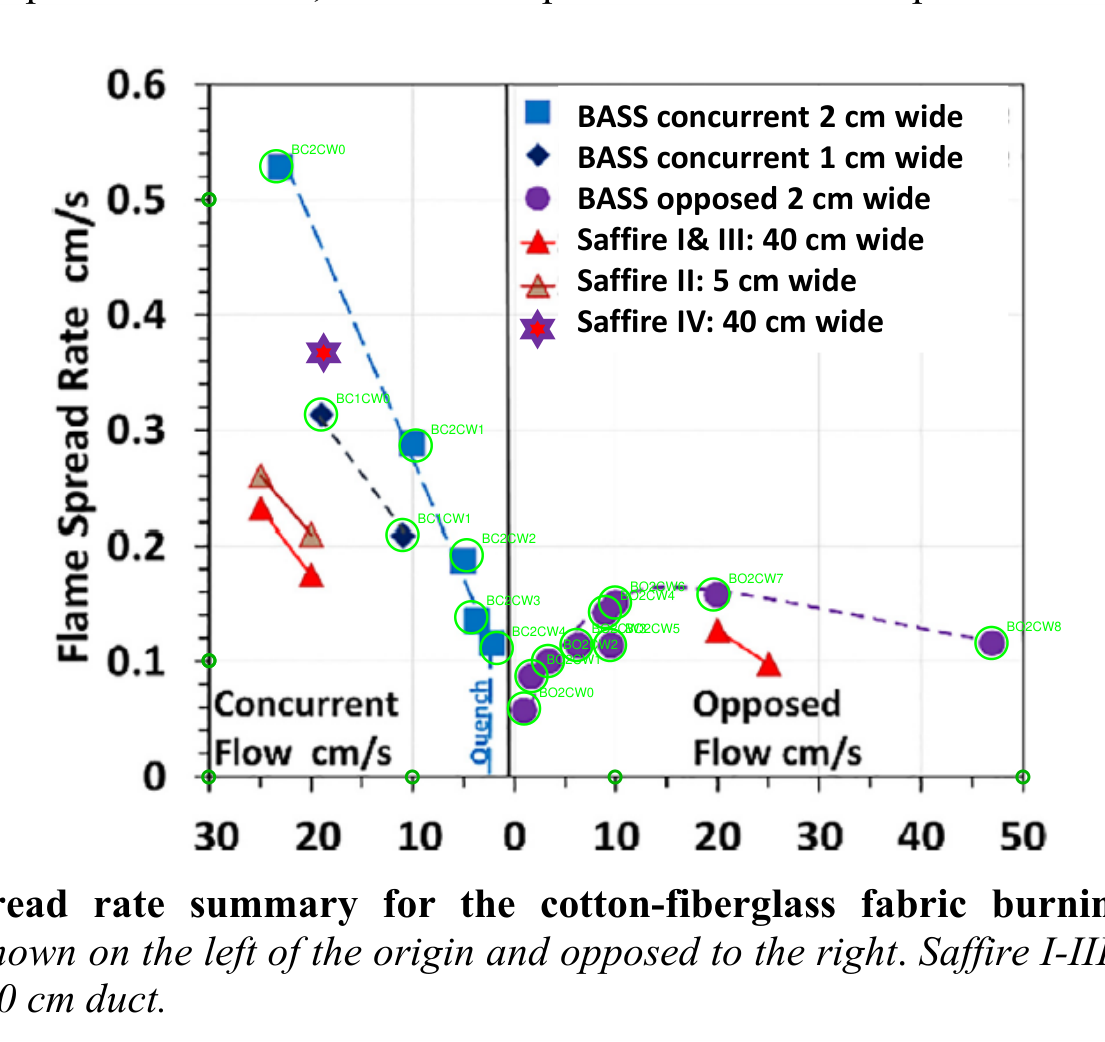 0.6
0.5
0.4
0.3
0.2
0.1
0
Flame Spread Rate cm/s
BASS concurrent 2 cm wide
BASS concurrent 1 cm wide
BASS opposed 2 cm wide
Saffire I& III: 40 cm wide
Saffire II: 5 cm wide
Saffire IV: 40 cm wide
BC2CW0
BC1CW0
BC2CW1
BC1CW1
BC2CW2
BC2CW3
BC2CW4
BO2CW7
BO2CW4
BO2CW5
BO2CW8
BO2CW2
BO2CW1
BO2CW0
Concurrent
Flow cm/s
Quench
Opposed
Flow cm/s
30 20 10 0 10 20 30 40 50
read rate summary for the cotton-fiberglass fabric burnin
hown on the left of the origin and opposed to the right. Saffire I-III
0 cm duct.